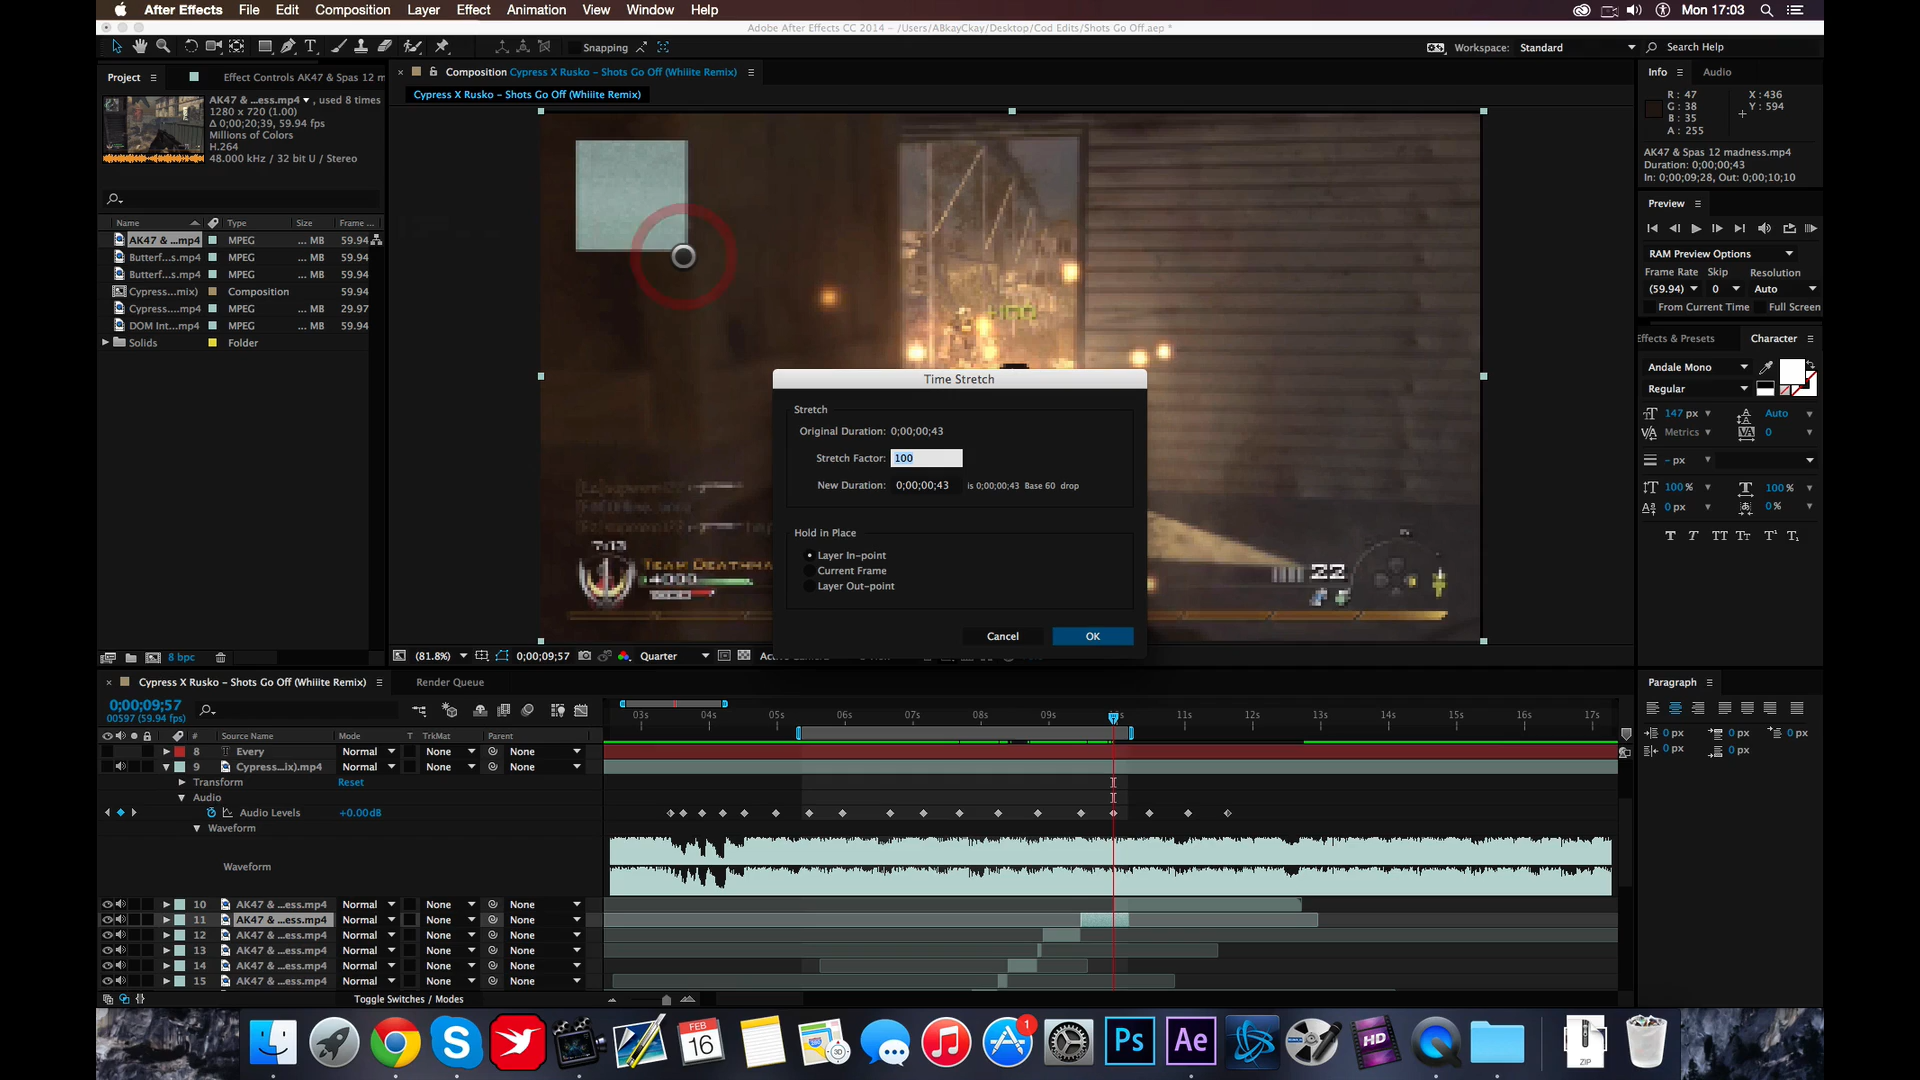 After Effects File Edit Composition Layer Effect Animation View Window Help Mon 17:03
Adobe After Effects CC 2014 – /Users/ABkayCkay/Desktop/Cod Edits/Shots Go Off.aep *
Snapping Workspace: Standard Search Help
Project Effect Controls AK47 & Spas 12 m
Composition Cypress X Rusko – Shots Go Off (Whiiite Remix)
Cypress X Rusko – Shots Go Off (Whiiite Remix)
AK47 & ...ess.mp4 , used 8 times
1280 x 720 (1.00)
Δ 0;00;20;39, 59.94 fps
Millions of Colors
H.264
48.000 kHz / 32 bit U / Stereo
Name Type Size Frame ...
AK47 & ...mp4 MPEG ... MB 59.94
Butterf...s.mp4 MPEG ... MB 59.94
Butterf...s.mp4 MPEG ... MB 59.94
Cypress...mix) Composition 59.94
Cypress....mp4 MPEG ... MB 29.97
DOM Int...mp4 MPEG ... MB 59.94
Solids Folder
8 bpc
Time Stretch
Stretch
Original Duration: 0;00;00;43
Stretch Factor: 100
New Duration: 0;00;00;43 is 0;00;00;43 Base 60 drop
Hold in Place
Layer In-point
Current Frame
Layer Out-point
Cancel OK
7:13
4000
22
(81.8%) 0;00;09;57 Quarter
Info Audio
R : 47
G : 38
B : 35
A : 255
X : 436
Y : 594
AK47 & Spas 12 madness.mp4
Duration: 0;00;00;43
In: 0;00;09;28, Out: 0;00;10;10
Preview
RAM Preview Options
Frame Rate Skip Resolution
(59.94) 0 Auto
From Current Time Full Screen
Effects & Presets Character
Andale Mono
Regular
147 px Auto
Metrics 0
– px
100 % 100 %
0 px 0 %
T T TT TT T¹ T₁
Paragraph
0 px 0 px 0 px
0 px 0 px
Cypress X Rusko – Shots Go Off (Whiiite Remix) Render Queue
0;00;09;57
00597 (59.94 fps)
03s 04s 05s 06s 07s 08s 09s 0s 11s 12s 13s 14s 15s 16s 17s
# Source Name Mode T TrkMat Parent
8 T Every Normal None None
9 Cypress...ix).mp4 Normal None None
Transform Reset
Audio
Audio Levels +0.00dB
Waveform
Waveform
10 AK47 & ...ess.mp4 Normal None None
11 AK47 & ...ess.mp4 Normal None None
12 AK47 & ...ess.mp4 Normal None None
13 AK47 & ...ess.mp4 Normal None None
14 AK47 & ...ess.mp4 Normal None None
15 AK47 & ...ess.mp4 Normal None None
Toggle Switches / Modes
FEB
16
3D
1
Ps
Ae
HD
ZIP